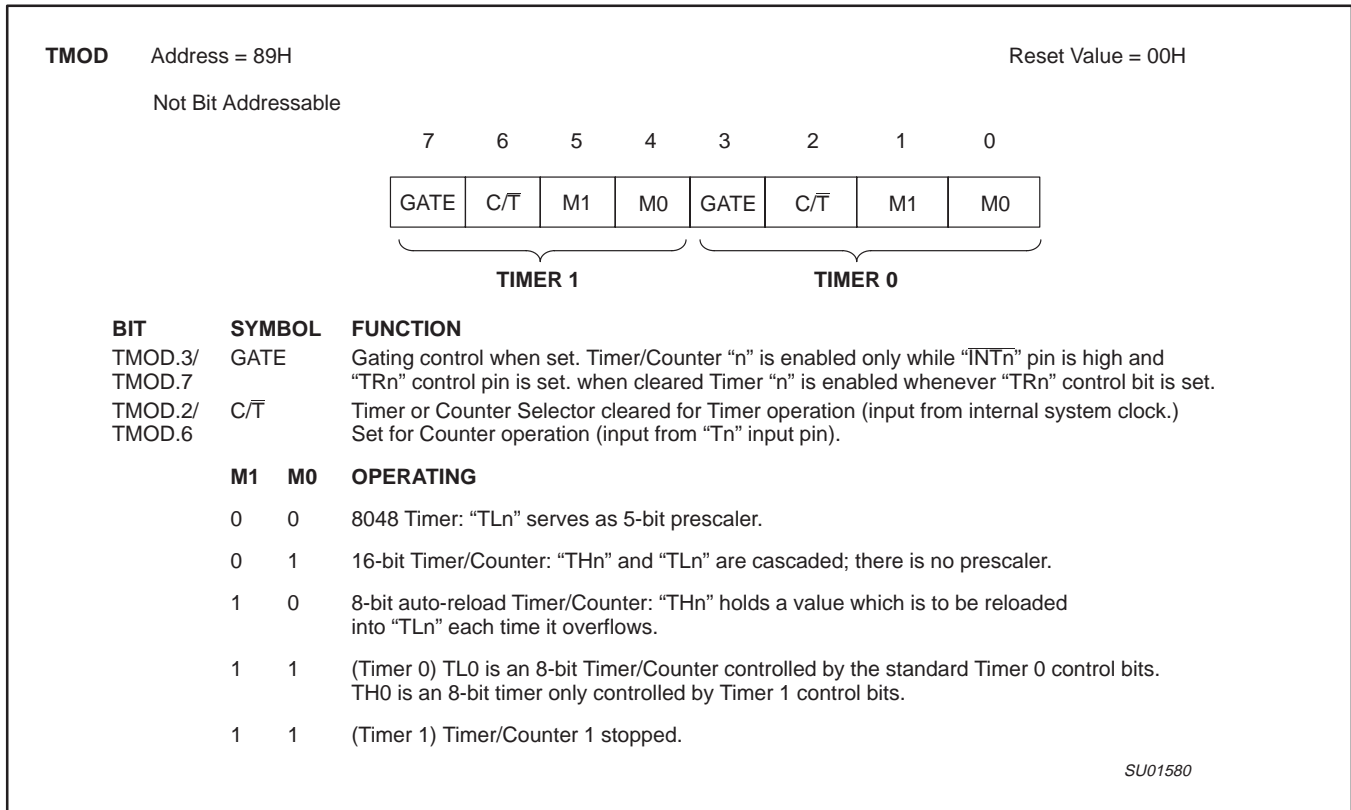 TMOD Address = 89H Reset Value = 00H
Not Bit Addressable
7 6 5 4 3 2 1 0
GATE C/T̅ M1 M0 GATE C/T̅ M1 M0
TIMER 1 TIMER 0
BIT SYMBOL FUNCTION
TMOD.3/ GATE Gating control when set. Timer/Counter “n” is enabled only while “I̅N̅T̅n̅” pin is high and
TMOD.7 “TRn” control pin is set. when cleared Timer “n” is enabled whenever “TRn” control bit is set.
TMOD.2/ C/T̅ Timer or Counter Selector cleared for Timer operation (input from internal system clock.)
TMOD.6 Set for Counter operation (input from “Tn” input pin).
M1 M0 OPERATING
0 0 8048 Timer: “TLn” serves as 5-bit prescaler.
0 1 16-bit Timer/Counter: “THn” and “TLn” are cascaded; there is no prescaler.
1 0 8-bit auto-reload Timer/Counter: “THn” holds a value which is to be reloaded
into “TLn” each time it overflows.
1 1 (Timer 0) TL0 is an 8-bit Timer/Counter controlled by the standard Timer 0 control bits.
TH0 is an 8-bit timer only controlled by Timer 1 control bits.
1 1 (Timer 1) Timer/Counter 1 stopped.
SU01580